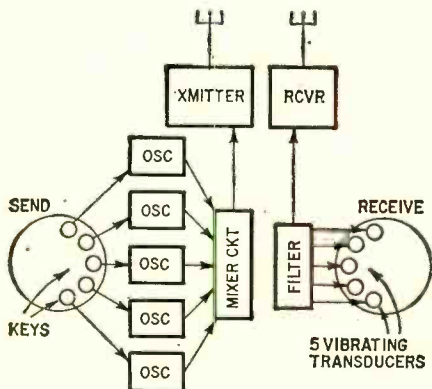 XMITTER
RCVR
OSC
SEND
OSC
OSC
OSC
OSC
KEYS
MIXER CKT
FILTER
RECEIVE
5 VIBRATING
TRANSDUCERS